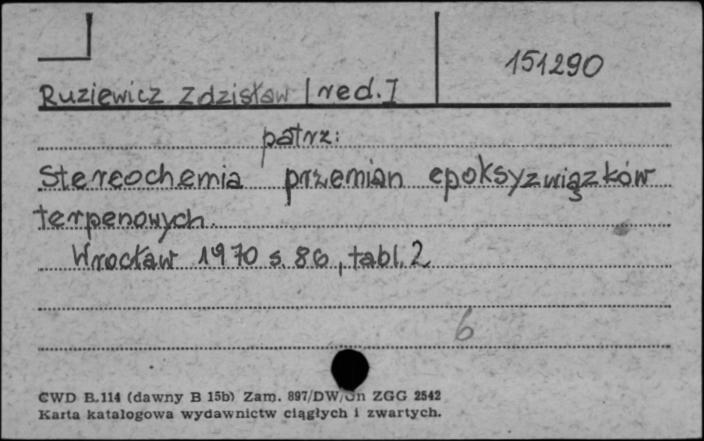 151290
Ruziewicz Zdzisław [red.]
patrz:
Stereochemia przemian epoksyzwiązków
terpenowych.
Wrocław 1970 s. 86, tabl. 2
6
CWD B.114 (dawny B 15b) Zam. 897/DW/Gn ZGG 2542
Karta katalogowa wydawnictw ciągłych i zwartych.